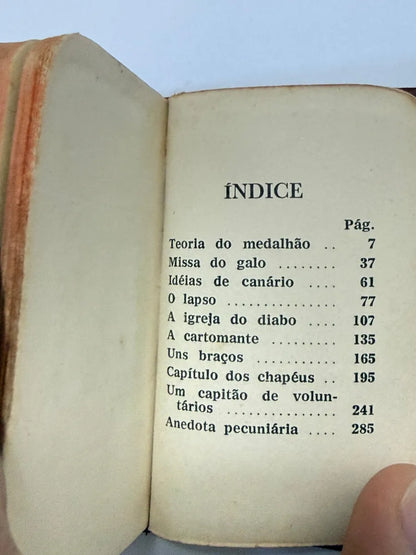 ÍNDICE
Pág.
Teoria do medalhão .. 7
Missa do galo ........ 37
Idéias de canário .... 61
O lapso .............. 77
A igreja do diabo .... 107
A cartomante ........ 135
Uns braços .......... 165
Capítulo dos chapéus .. 195
Um capitão de volun-
tários .............. 241
Anedota pecuniária .... 285